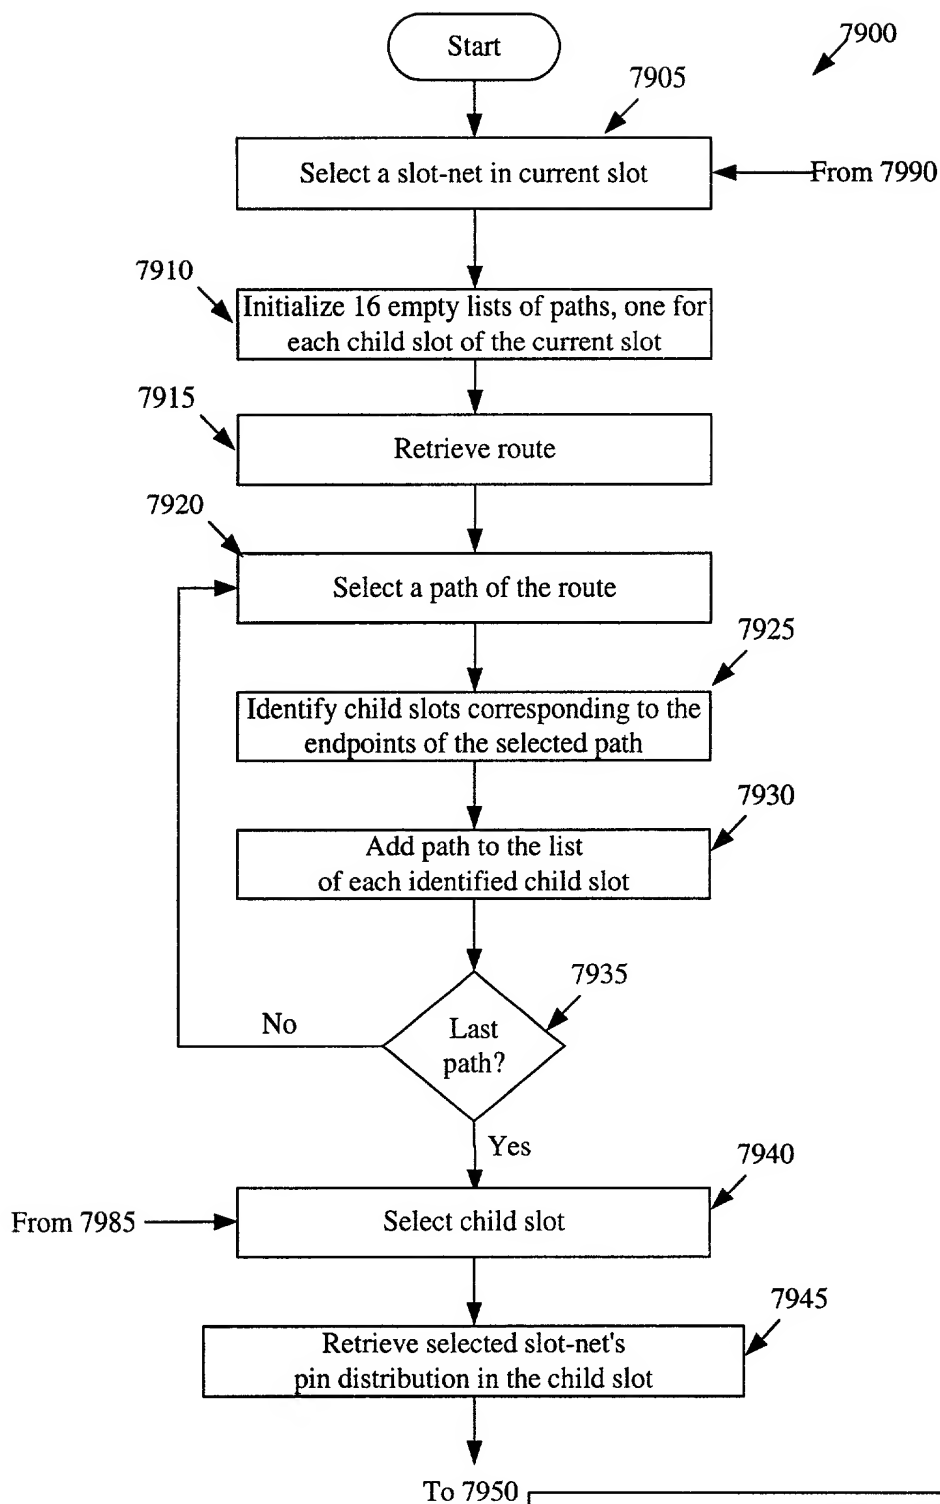 Start
7900
7905
Select a slot-net in current slot
From 7990
7910
Initialize 16 empty lists of paths, one for
each child slot of the current slot
7915
Retrieve route
7920
Select a path of the route
7925
Identify child slots corresponding to the
endpoints of the selected path
7930
Add path to the list
of each identified child slot
7935
Last
path?
No
Yes
7940
From 7985
Select child slot
7945
Retrieve selected slot-net's
pin distribution in the child slot
To 7950